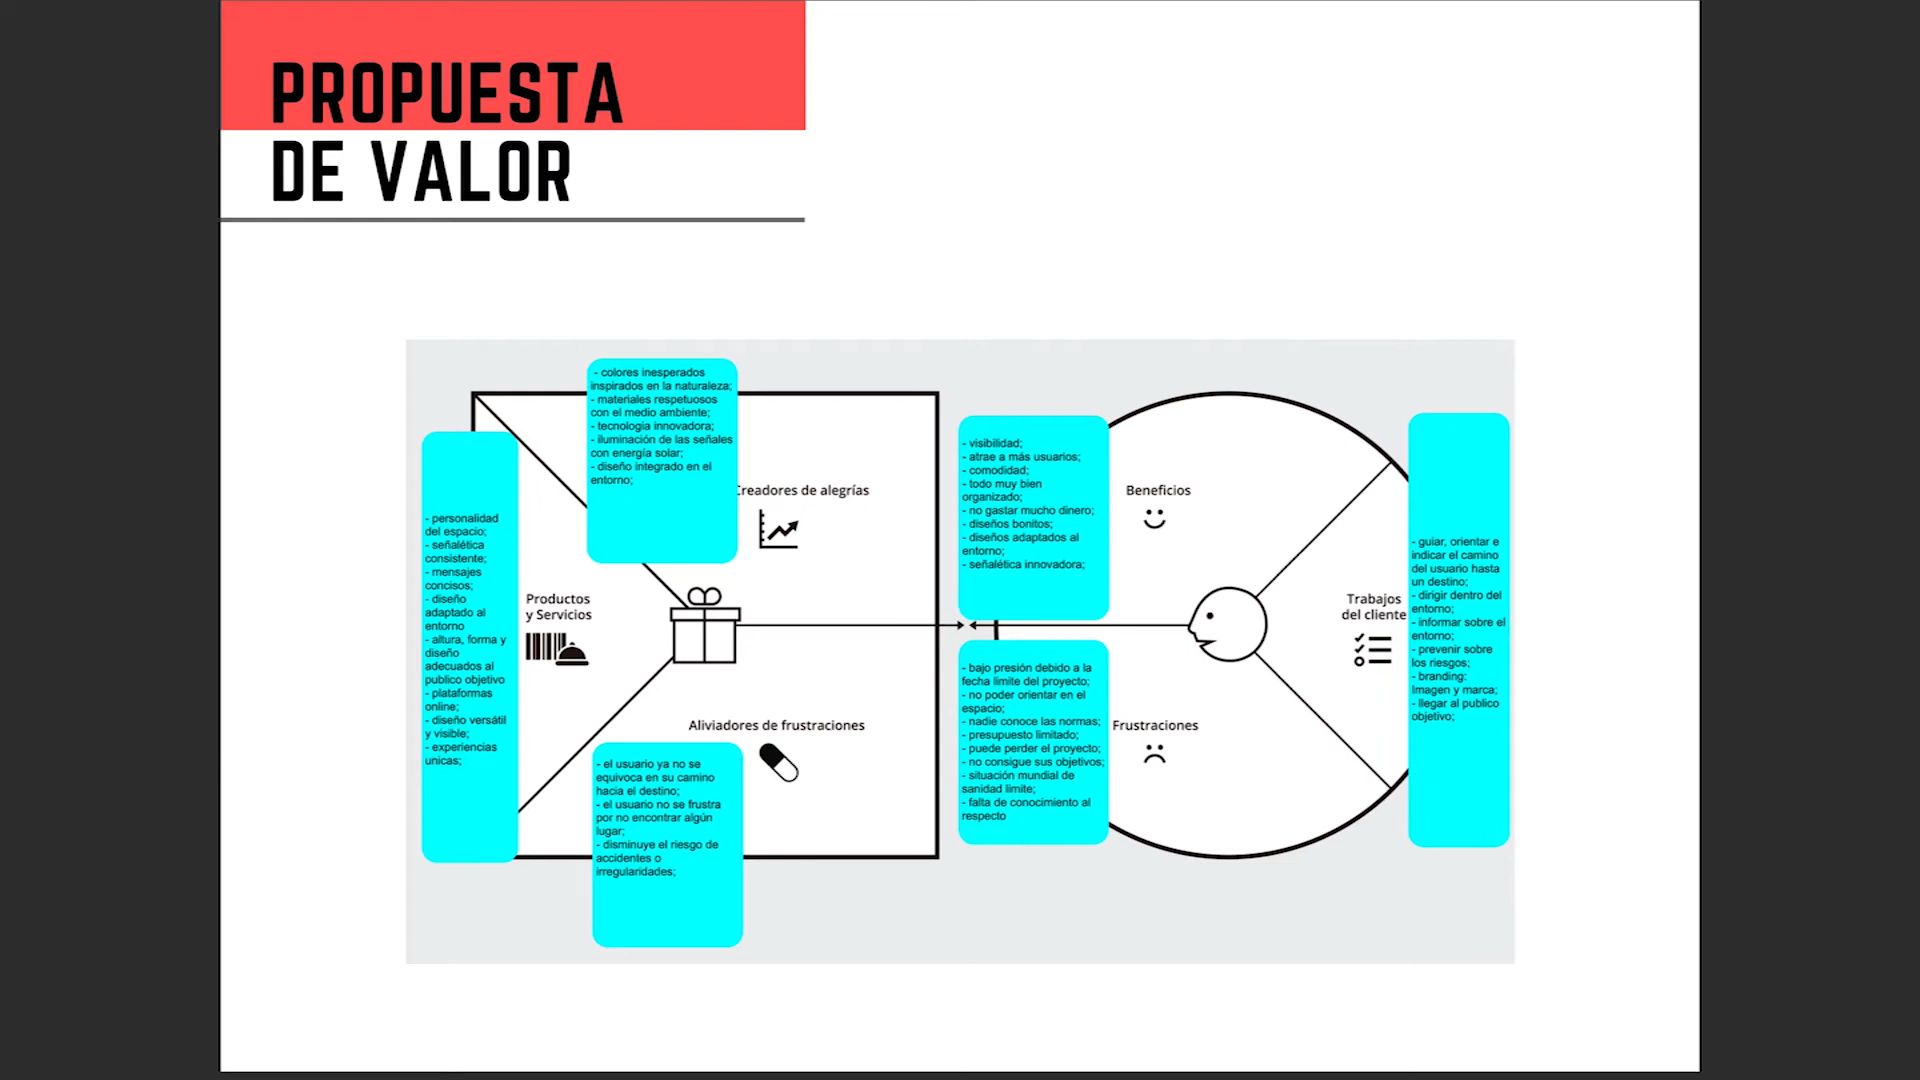 PROPUESTA
DE VALOR
- colores inesperados
inspirados en la naturaleza;
- materiales respetuosos
con el medio ambiente;
- tecnologia innovadora;
- iluminación de las señales
con energía solar;
- diseño integrado en el
entorno;
Creadores de alegrías
- personalidad
del espacio;
- señalética
consistente;
- mensajes
concisos;
- diseño
adaptado al
entorno
- altura, forma y
diseño
adecuados al
publico objetivo
- plataformas
online;
- diseño versátil
y visible;
- experiencias
unicas;
Productos
y Servicios
Aliviadores de frustraciones
- el usuario ya no se
equivoca en su camino
hacia el destino;
- el usuario no se frustra
por no encontrar algún
lugar;
- disminuye el riesgo de
accidentes o
irregularidades;
- visibilidad;
- atrae a más usuarios;
- comodidad;
- todo muy bien
organizado;
- no gastar mucho dinero;
- diseños bonitos;
- diseños adaptados al
entorno;
- señalética innovadora;
Beneficios
- bajo presión debido a la
fecha limite del proyecto;
- no poder orientar en el
espacio;
- nadie conoce las normas;
- presupuesto limitado;
- puede perder el proyecto;
- no consigue sus objetivos;
- situación mundial de
sanidad limite;
- falta de conocimiento al
respecto
Frustraciones
Trabajos
del cliente
- guiar, orientar e
indicar el camino
del usuario hasta
un destino;
- dirigir dentro del
entorno;
- informar sobre el
entorno;
- prevenir sobre
los riesgos;
- branding:
Imagen y marca;
- llegar al publico
objetivo;